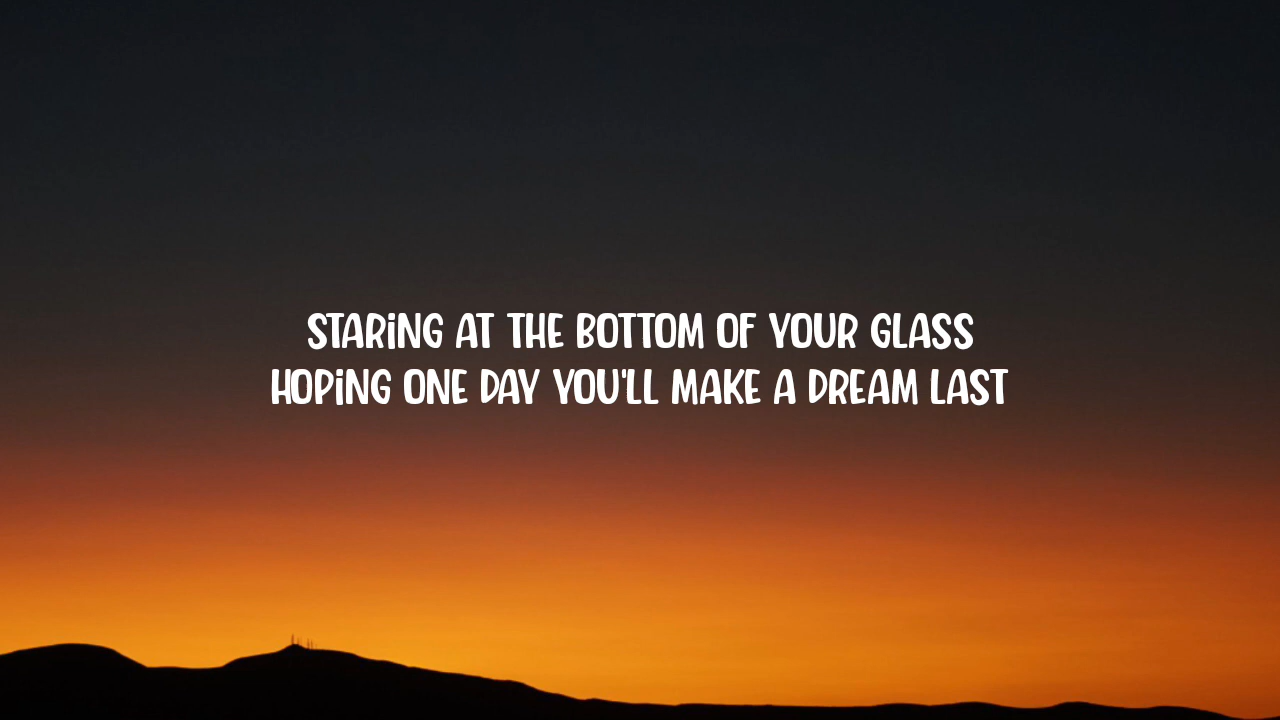 STARING AT THE BOTTOM OF YOUR GLASS
HOPING ONE DAY YOU'LL MAKE A DREAM LAST